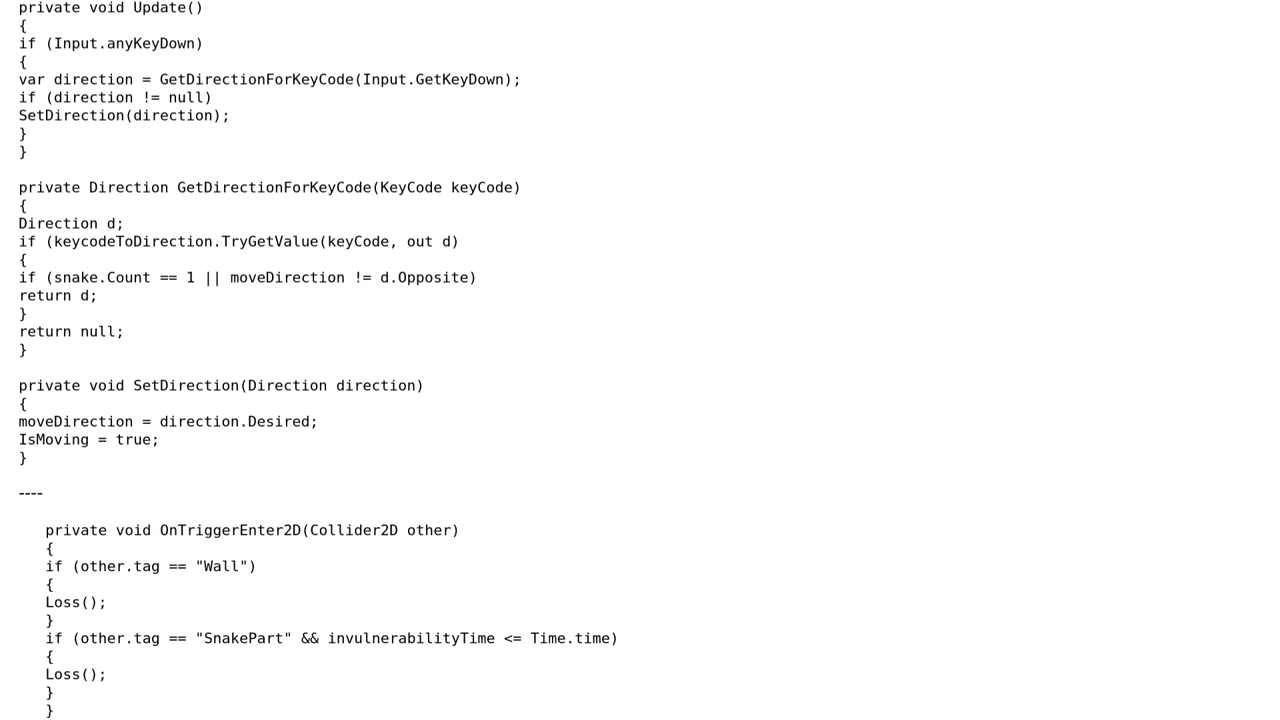 private void Update()
{
if (Input.anyKeyDown)
{
var direction = GetDirectionForKeyCode(Input.GetKeyDown);
if (direction != null)
SetDirection(direction);
}
}
private Direction GetDirectionForKeyCode(KeyCode keyCode)
{
Direction d;
if (keycodeToDirection.TryGetValue(keyCode, out d)
{
if (snake.Count == 1 || moveDirection != d.Opposite)
return d;
}
return null;
}
private void SetDirection(Direction direction)
{
moveDirection = direction.Desired;
IsMoving = true;
}
----
private void OnTriggerEnter2D(Collider2D other)
{
if (other.tag == "Wall")
{
Loss();
}
if (other.tag == "SnakePart" && invulnerabilityTime <= Time.time)
{
Loss();
}
}